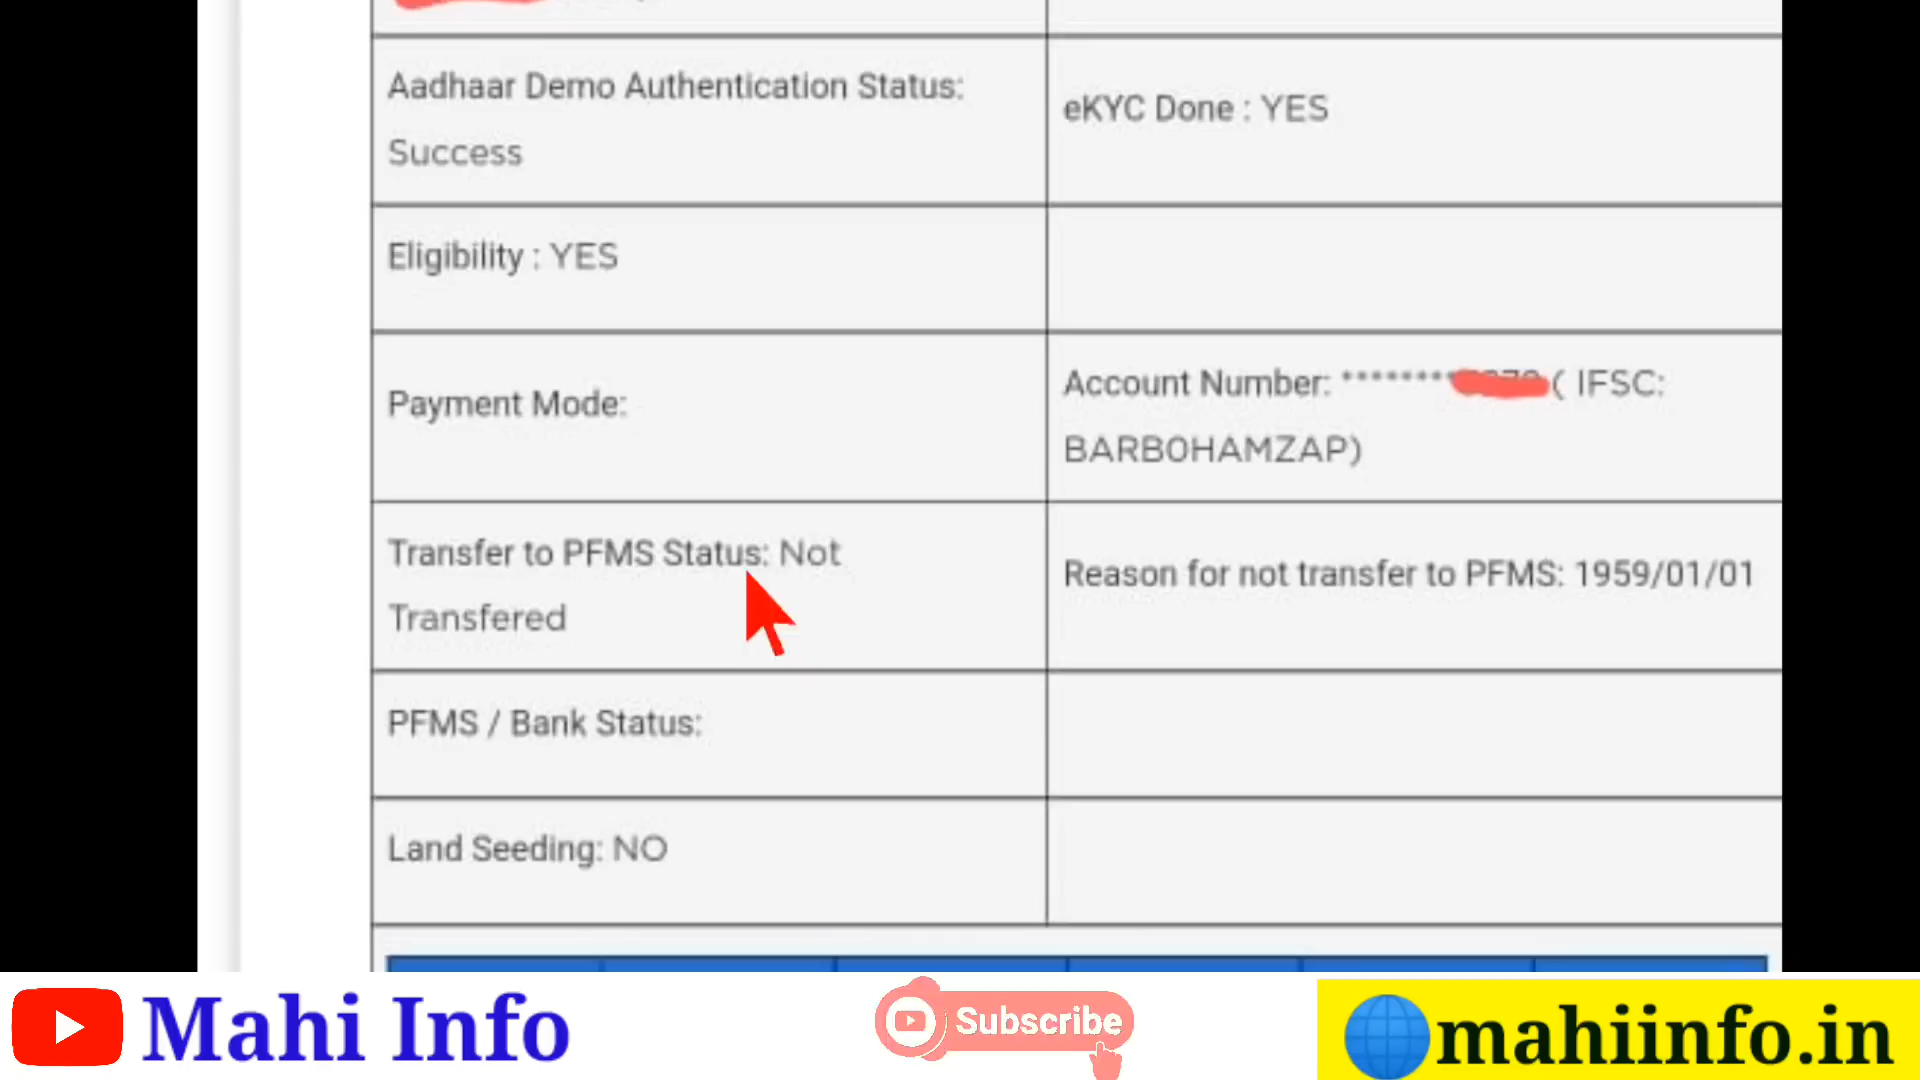 Aadhaar Demo Authentication Status:
Success
eKYC Done : YES
Eligibility : YES
Payment Mode:
Account Number: ******** ( IFSC:
BARB0HAMZAP)
Transfer to PFMS Status: Not
Transfered
Reason for not transfer to PFMS: 1959/01/01
PFMS / Bank Status:
Land Seeding: NO
Mahi Info
Subscribe
mahiinfo.in